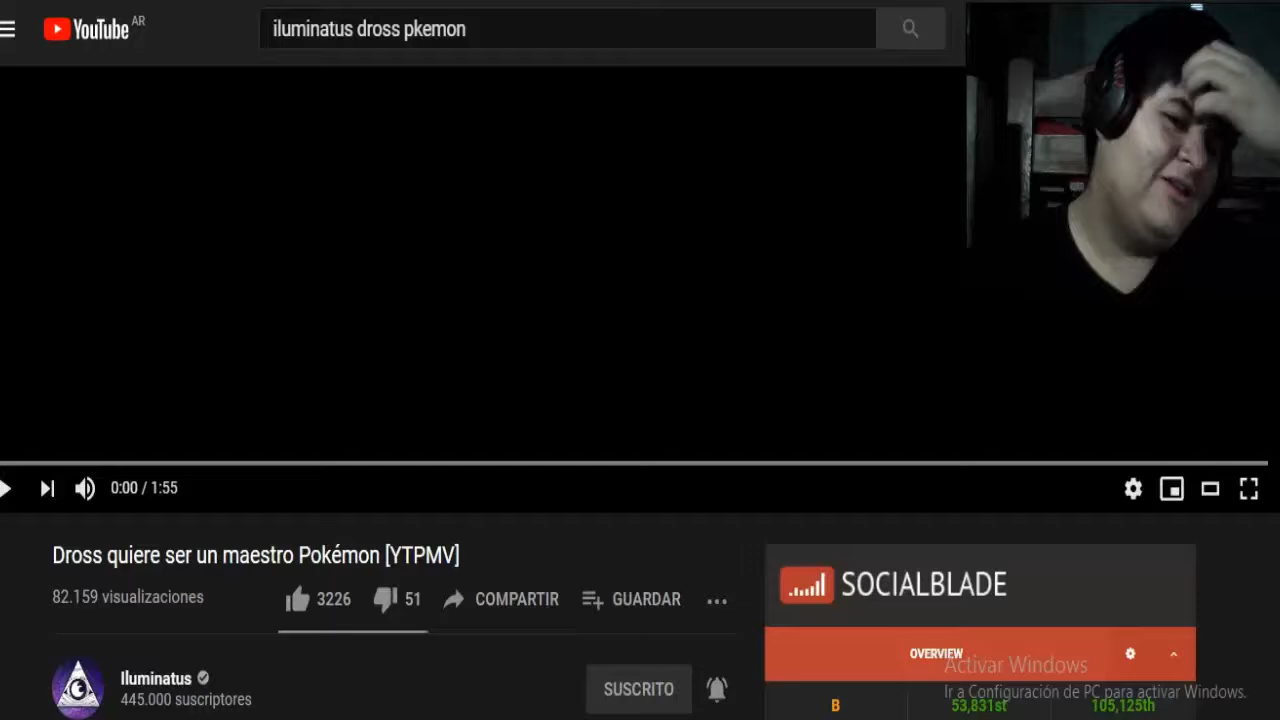 YouTube AR
iluminatus dross pkemon
0:00 / 1:55
Dross quiere ser un maestro Pokémon [YTPMV]
82.159 visualizaciones
3226
51
COMPARTIR
GUARDAR
SOCIALBLADE
OVERVIEW
Activar Windows
Ir a Configuración de PC para activar Windows.
Iluminatus
445.000 suscriptores
SUSCRITO
B
53,831st
105,125th